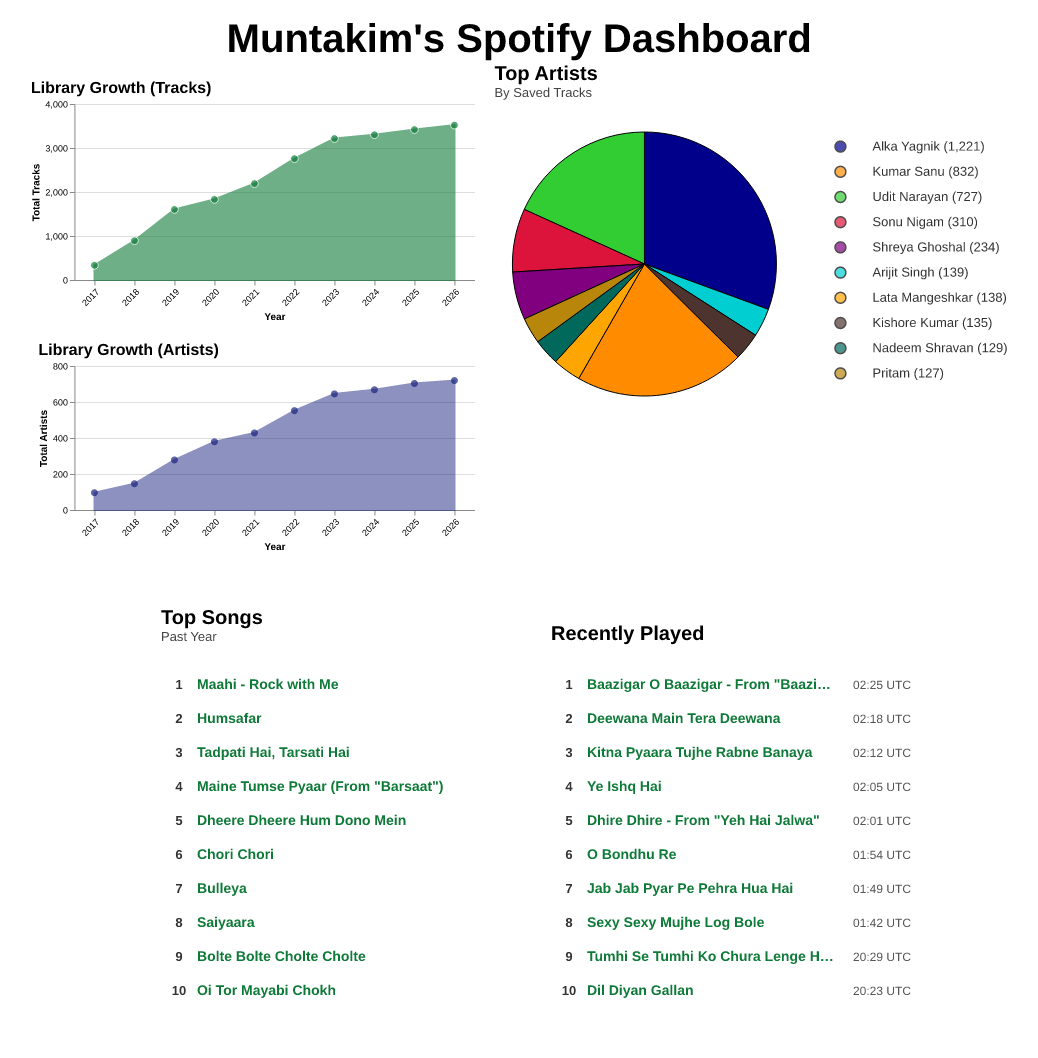 Muntakim's Spotify Dashboard
Library Growth (Tracks)
4,000
3,000
2,000
1,000
0
Total Tracks
2017
2018
2019
2020
2021
2022
2023
2024
2025
2026
Year
Library Growth (Artists)
800
600
400
200
0
Total Artists
2017
2018
2019
2020
2021
2022
2023
2024
2025
2026
Year
Top Artists
By Saved Tracks
Alka Yagnik (1,221)
Kumar Sanu (832)
Udit Narayan (727)
Sonu Nigam (310)
Shreya Ghoshal (234)
Arijit Singh (139)
Lata Mangeshkar (138)
Kishore Kumar (135)
Nadeem Shravan (129)
Pritam (127)
Top Songs
Past Year
1 Maahi - Rock with Me
2 Humsafar
3 Tadpati Hai, Tarsati Hai
4 Maine Tumse Pyaar (From "Barsaat")
5 Dheere Dheere Hum Dono Mein
6 Chori Chori
7 Bulleya
8 Saiyaara
9 Bolte Bolte Cholte Cholte
10 Oi Tor Mayabi Chokh
Recently Played
1 Baazigar O Baazigar - From "Baazi... 02:25 UTC
2 Deewana Main Tera Deewana 02:18 UTC
3 Kitna Pyaara Tujhe Rabne Banaya 02:12 UTC
4 Ye Ishq Hai 02:05 UTC
5 Dhire Dhire - From "Yeh Hai Jalwa" 02:01 UTC
6 O Bondhu Re 01:54 UTC
7 Jab Jab Pyar Pe Pehra Hua Hai 01:49 UTC
8 Sexy Sexy Mujhe Log Bole 01:42 UTC
9 Tumhi Se Tumhi Ko Chura Lenge H... 20:29 UTC
10 Dil Diyan Gallan 20:23 UTC